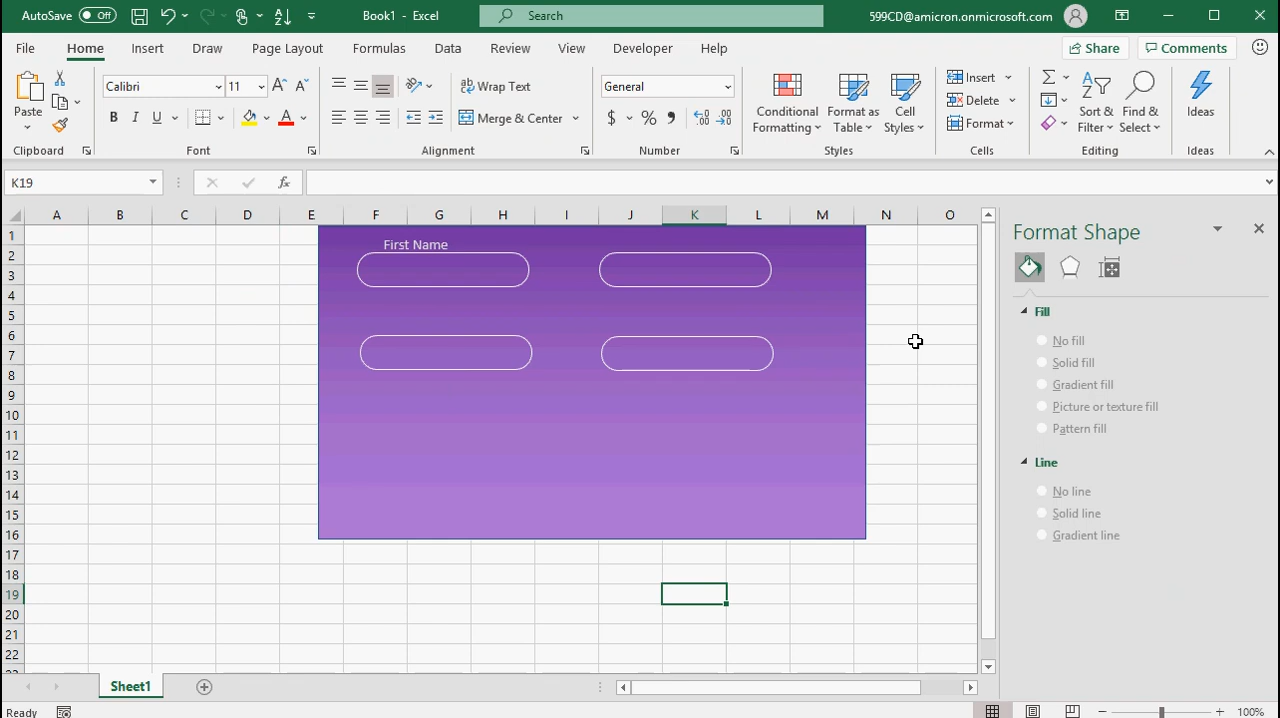 AutoSave Off Book1 - Excel Search 599CD@amicron.onmicrosoft.com
File Home Insert Draw Page Layout Formulas Data Review View Developer Help Share Comments
Paste Calibri 11 Wrap Text General Conditional Formatting Format as Table Cell Styles Insert Sort & Filter Find & Select Ideas
B I U A Merge & Center $ % Delete
Format
Clipboard Font Alignment Number Styles Cells Editing Ideas
K19 fx
A B C D E F G H I J K L M N O
Format Shape
1
First Name
2
3
4
5
6
7
8
9
10
11
12
13
14
15
16
17
18
19
20
21
22
23
Fill
No fill
Solid fill
Gradient fill
Picture or texture fill
Pattern fill
Line
No line
Solid line
Gradient line
Sheet1
Ready 100%